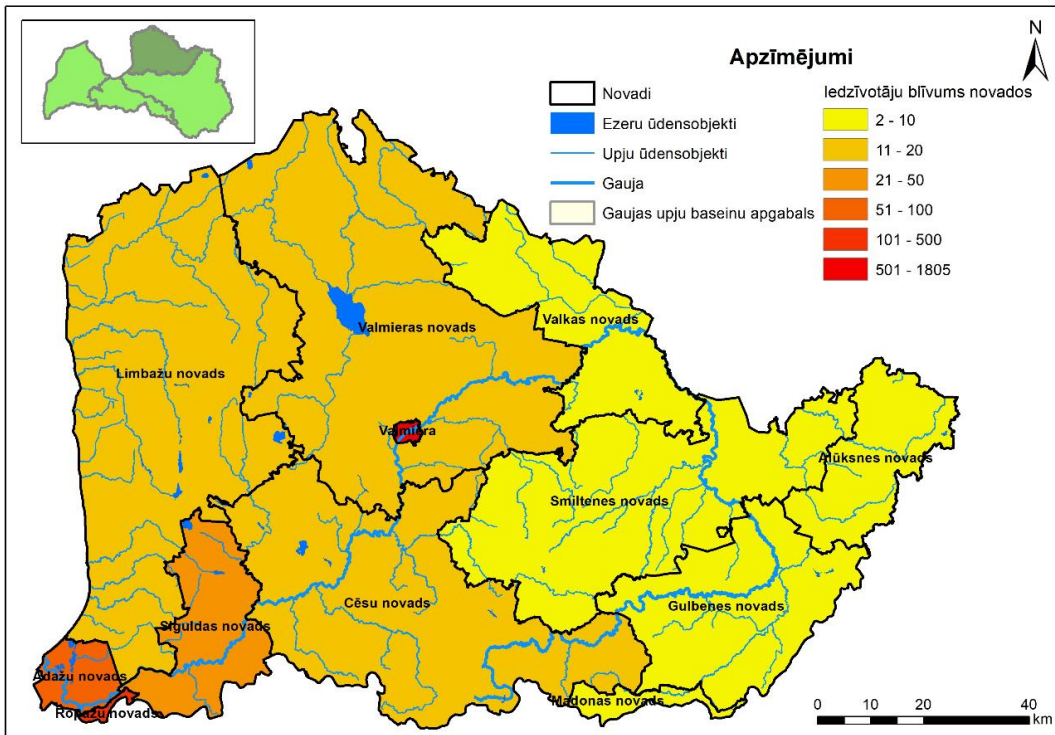 Apzīmējumi
N
Novadi
Ezeru ūdensobjekti
Upju ūdensobjekti
Gauja
Gaujas upju baseinu apgabals
Iedzīvotāju blīvums novados
2 - 10
11 - 20
21 - 50
51 - 100
101 - 500
501 - 1805
Valkas novads
Valmieras novads
Limbažu novads
Valmiera
Alūksnes novads
Smiltenes novads
Cēsu novads
Gulbenes novads
Siguldas novads
Ādažu novads
Madonas novads
Ropažu novads
0 10 20 40
km